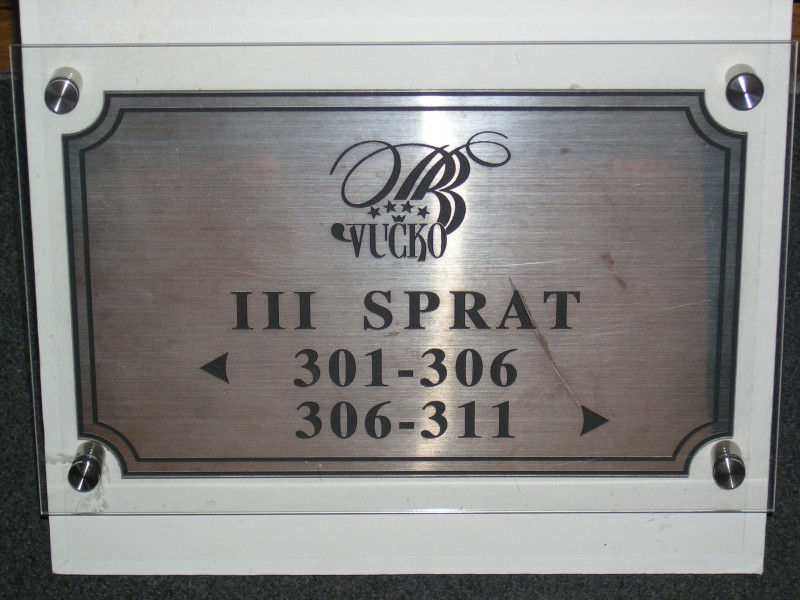 VUČKO
III SPRAT
301-306
306-311